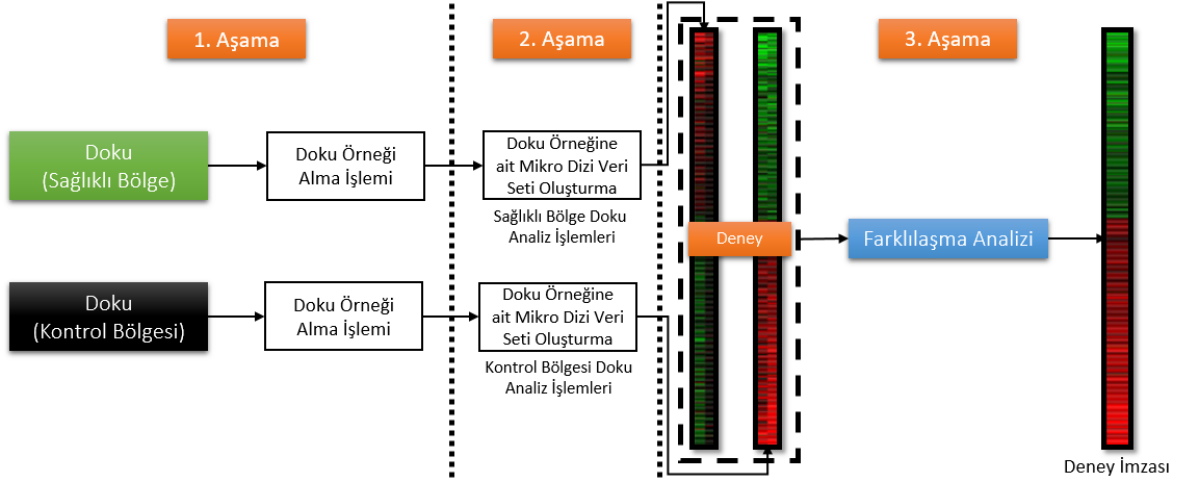 1. Aşama
2. Aşama
3. Aşama
Doku
(Sağlıklı Bölge)
Doku Örneği
Alma İşlemi
Doku Örneğine
ait Mikro Dizi Veri
Seti Oluşturma
Sağlıklı Bölge Doku
Analiz İşlemleri
Deney
Farklılaşma Analizi
Doku
(Kontrol Bölgesi)
Doku Örneği
Alma İşlemi
Doku Örneğine
ait Mikro Dizi Veri
Seti Oluşturma
Kontrol Bölgesi Doku
Analiz İşlemleri
Deney İmzası